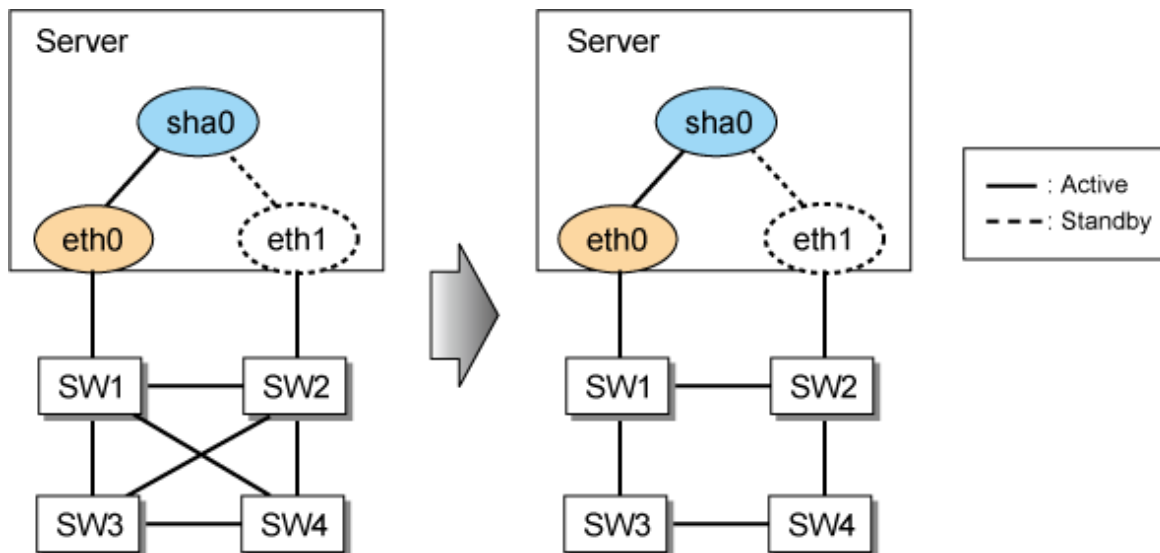 Server
sha0
eth0
eth1
SW1
SW2
SW3
SW4
Server
sha0
eth0
eth1
SW1
SW2
SW3
SW4
: Active
: Standby